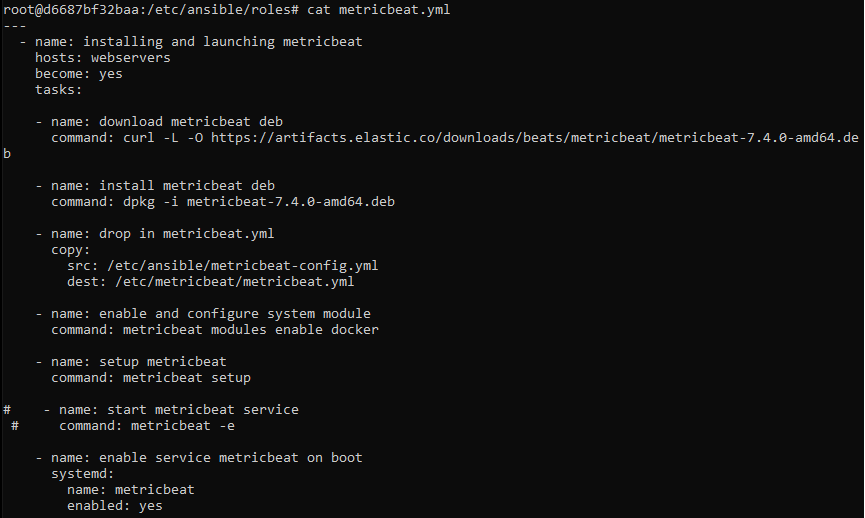 root@d6687bf32baa:/etc/ansible/roles# cat metricbeat.yml
---
  - name: installing and launching metricbeat
    hosts: webservers
    become: yes
    tasks:

    - name: download metricbeat deb
      command: curl -L -O https://artifacts.elastic.co/downloads/beats/metricbeat/metricbeat-7.4.0-amd64.de
b

    - name: install metricbeat deb
      command: dpkg -i metricbeat-7.4.0-amd64.deb

    - name: drop in metricbeat.yml
      copy:
        src: /etc/ansible/metricbeat-config.yml
        dest: /etc/metricbeat/metricbeat.yml

    - name: enable and configure system module
      command: metricbeat modules enable docker

    - name: setup metricbeat
      command: metricbeat setup

#    - name: start metricbeat service
 #     command: metricbeat -e

    - name: enable service metricbeat on boot
      systemd:
        name: metricbeat
        enabled: yes